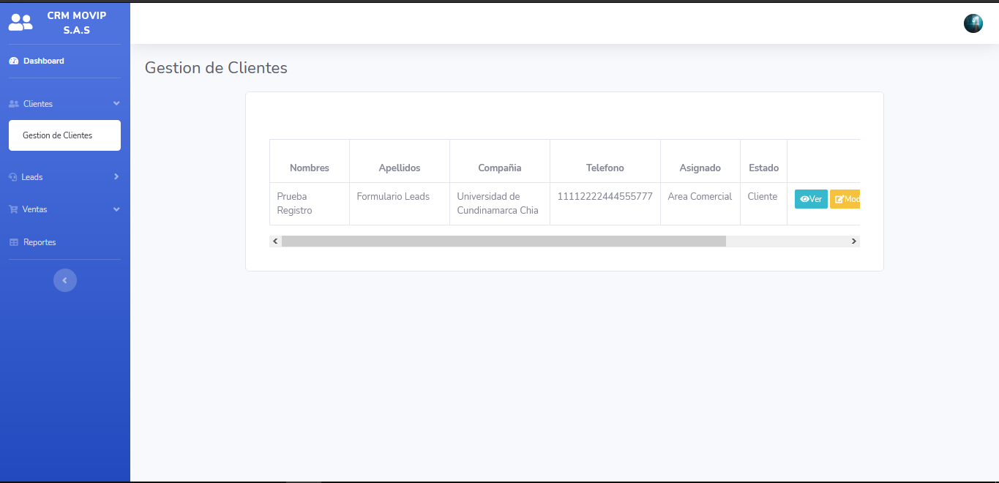 CRM MOVIP
S.A.S
Dashboard
Clientes
Gestion de Clientes
Leads
Ventas
Reportes
Gestion de Clientes
Nombres Apellidos Compañia Telefono Asignado Estado
Prueba Registro Formulario Leads Universidad de Cundinamarca Chia 11112222444555777 Area Comercial Cliente Ver Mod